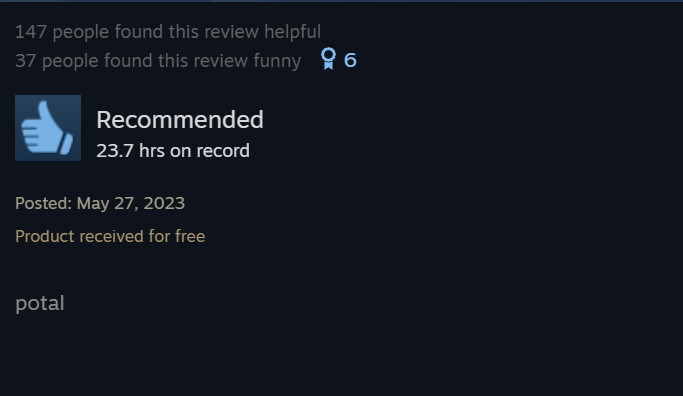 147 people found this review helpful
37 people found this review funny 6
Recommended
23.7 hrs on record
Posted: May 27, 2023
Product received for free
potal